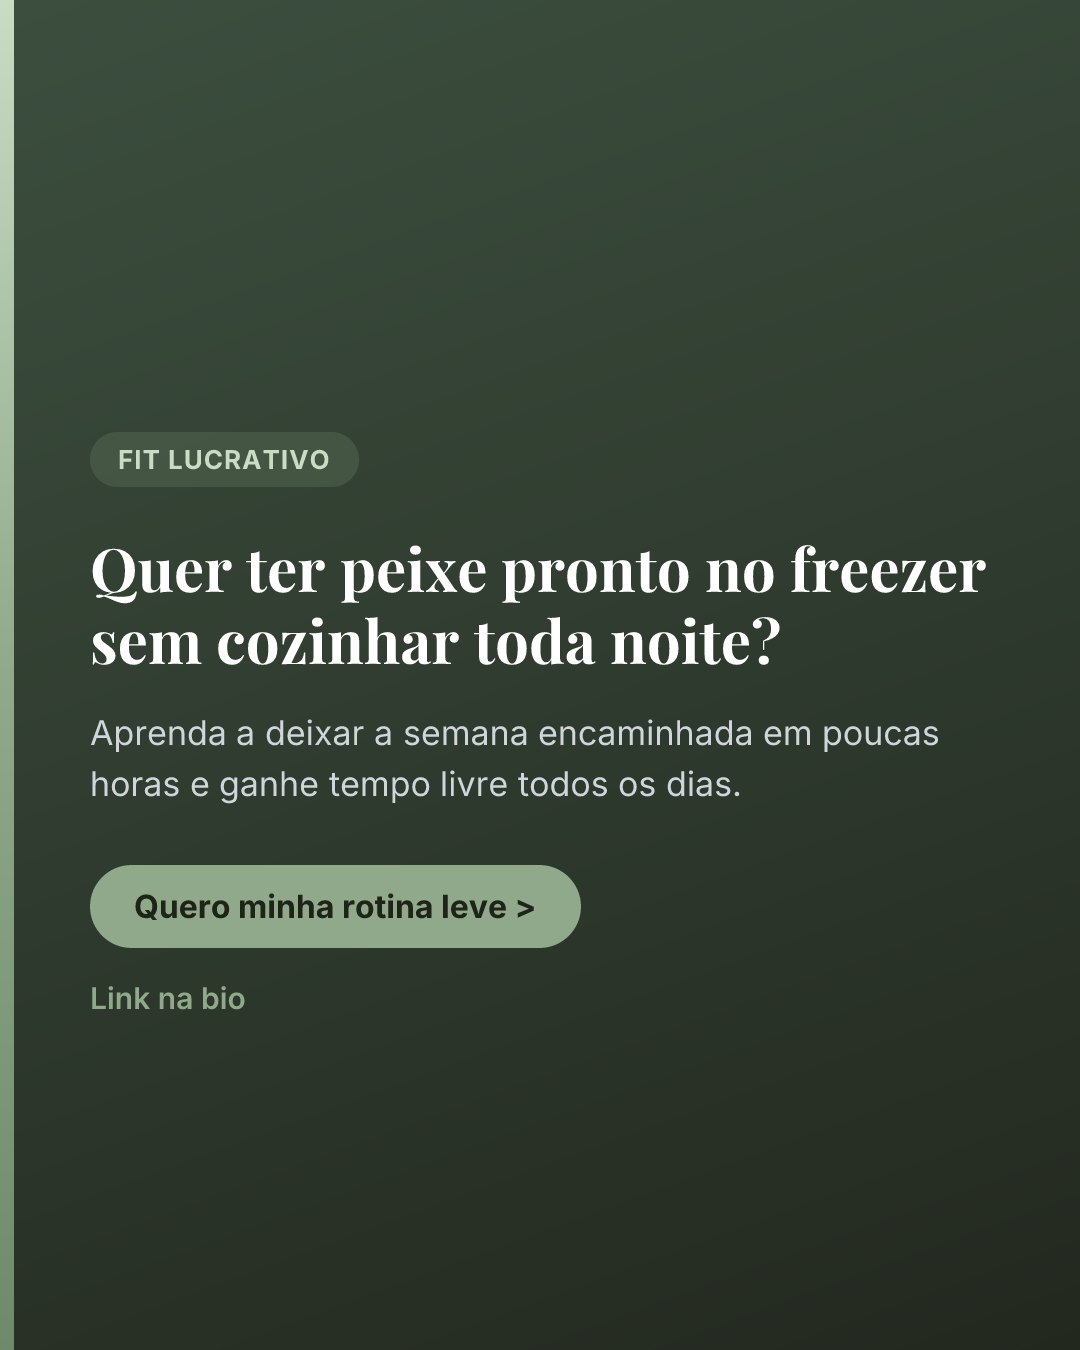 FIT LUCRATIVO
Quer ter peixe pronto no freezer
sem cozinhar toda noite?
Aprenda a deixar a semana encaminhada em poucas
horas e ganhe tempo livre todos os dias.
Quero minha rotina leve >
Link na bio